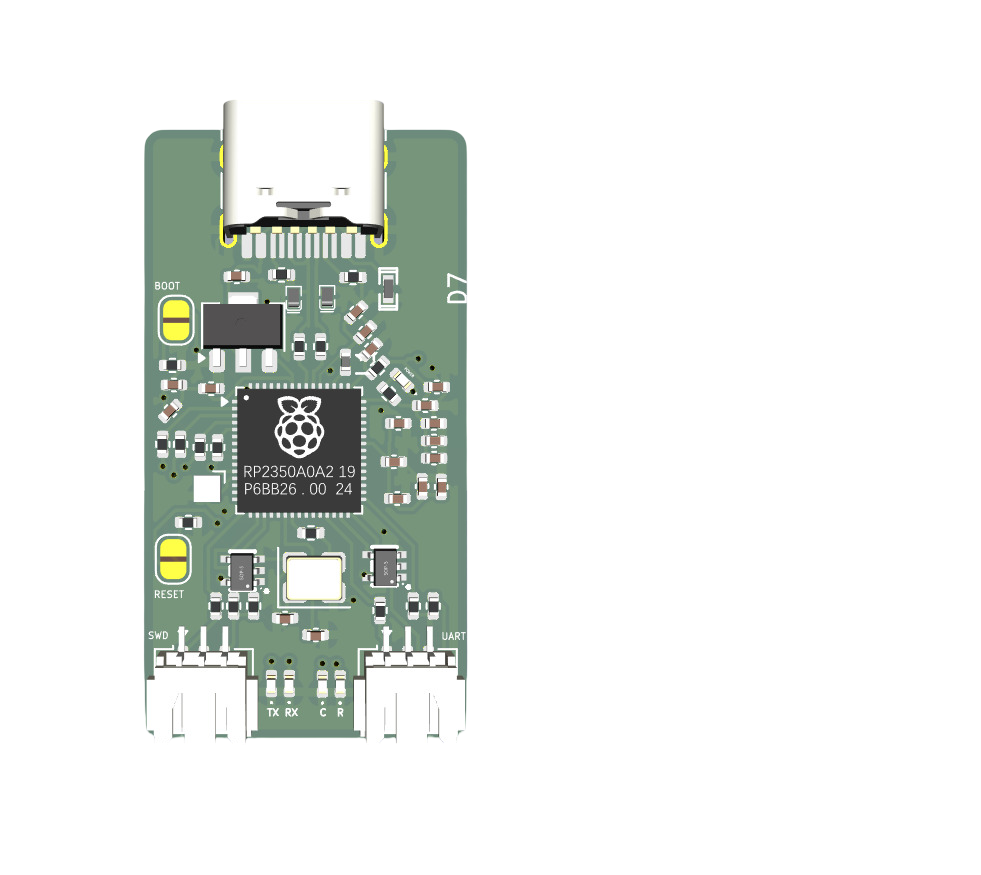 BOOT
D7
RP2350A0A2 19
P6BB26 . 00 24
RESET
SWD
UART
TX RX C R